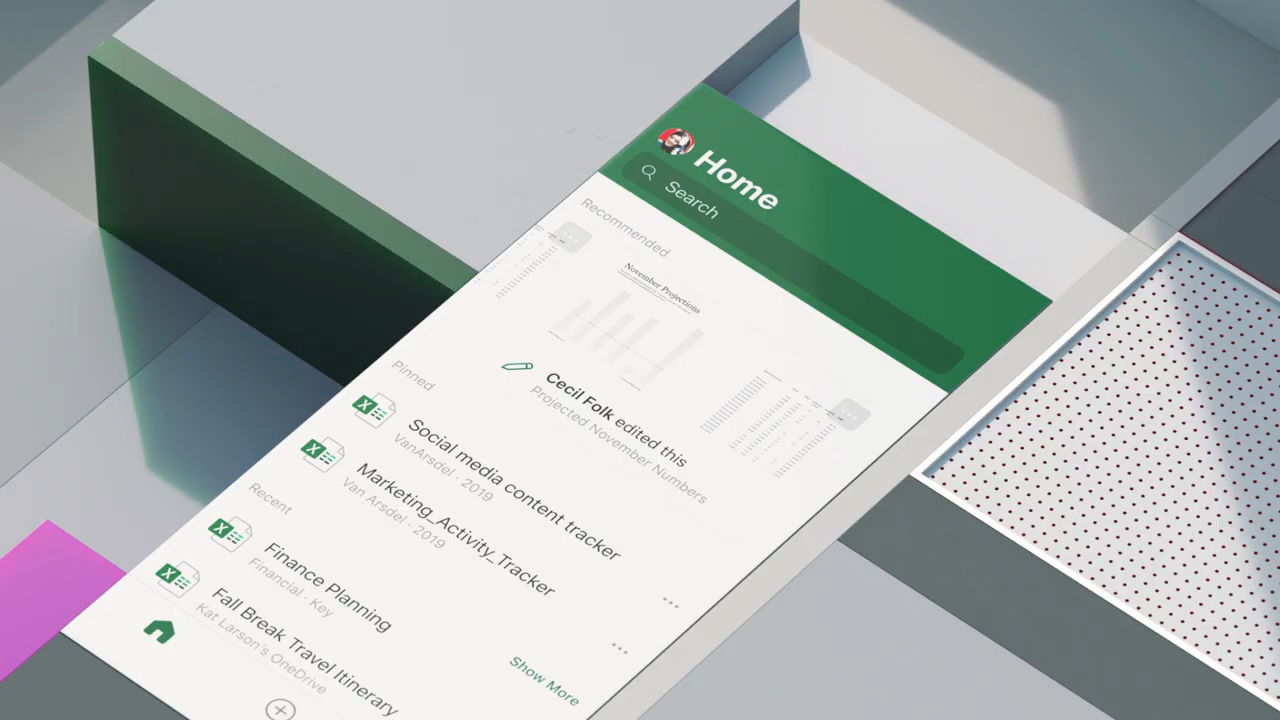 Home
Search
Recommended
November Projections
Cecil Folk edited this
Projected November Numbers
Pinned
X
Social media content tracker
VanArsdel · 2019
X
Marketing_Activity_Tracker
Van Arsdel · 2019
Recent
X
Finance Planning
Financial · Key
X
Fall Break Travel Itinerary
Kat Larson's OneDrive
Show More